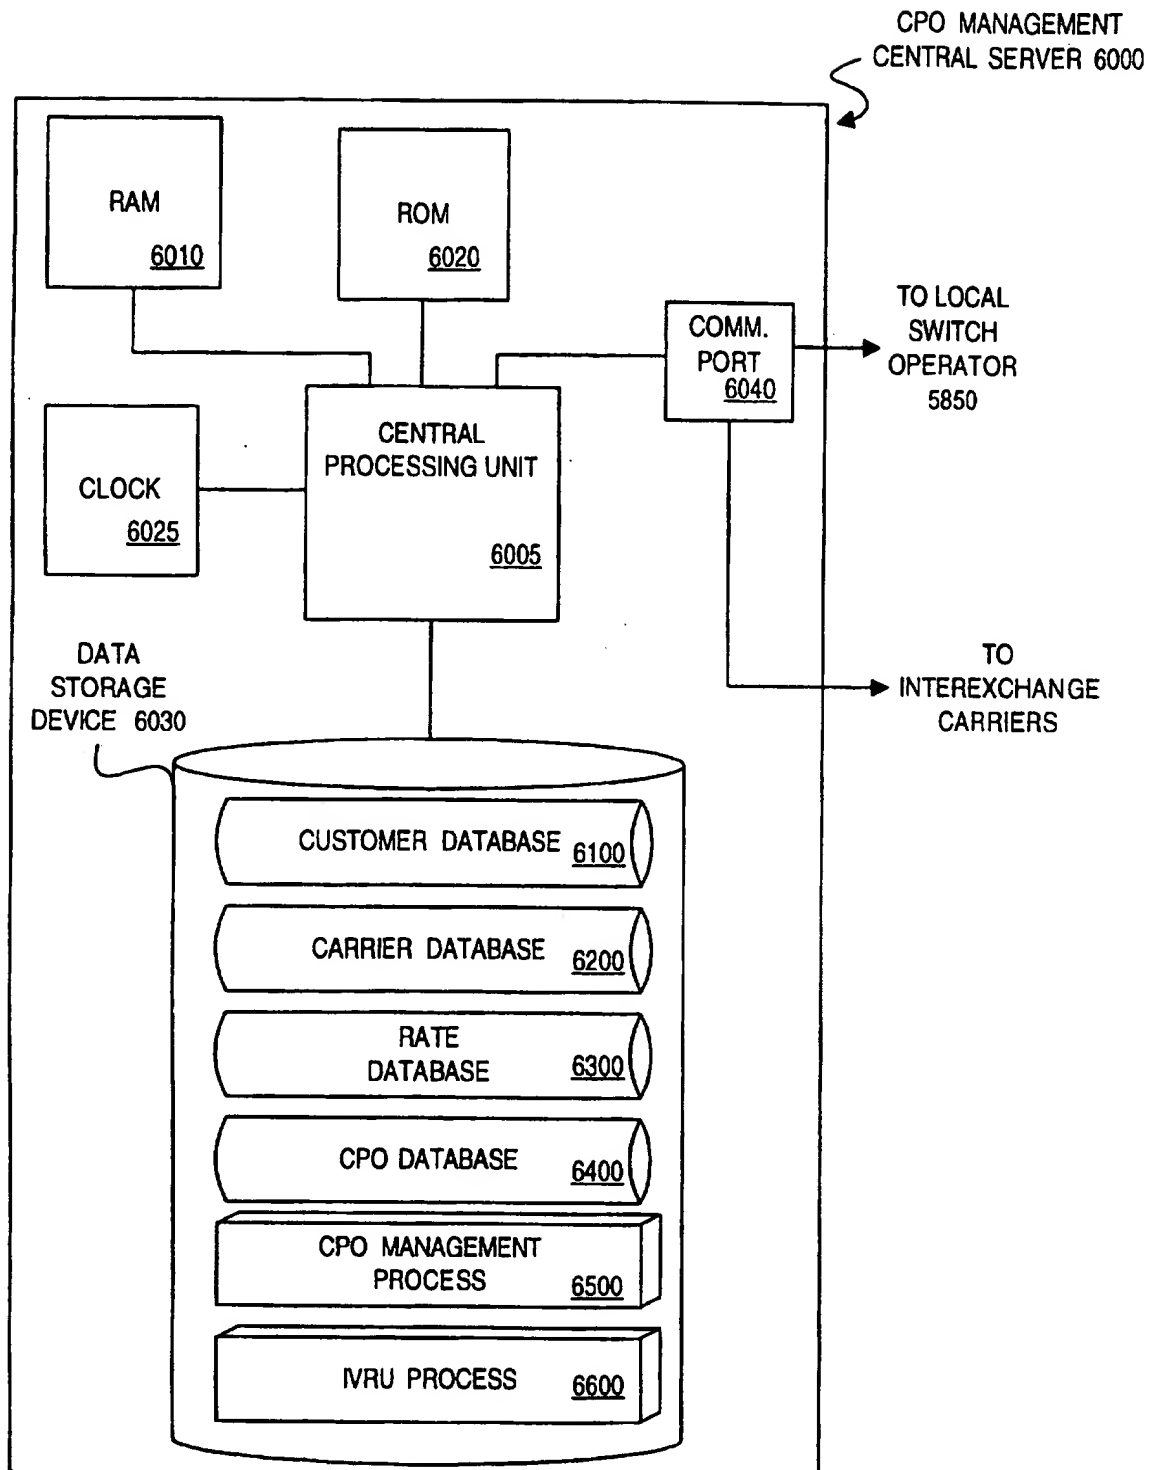 CPO MANAGEMENT
CENTRAL SERVER 6000
RAM
6010
ROM
6020
COMM.
PORT
6040
TO LOCAL
SWITCH
OPERATOR
5850
CLOCK
6025
CENTRAL
PROCESSING UNIT
6005
DATA
STORAGE
DEVICE 6030
TO
INTEREXCHANGE
CARRIERS
CUSTOMER DATABASE 6100
CARRIER DATABASE 6200
RATE
DATABASE 6300
CPO DATABASE 6400
CPO MANAGEMENT
PROCESS 6500
IVRU PROCESS 6600